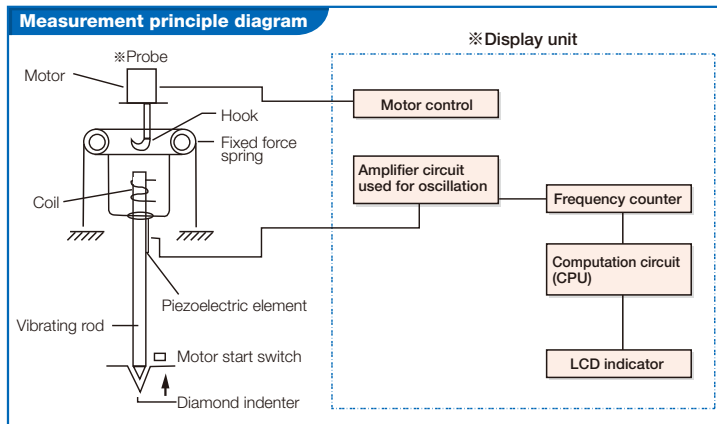 Measurement principle diagram
※Probe
Motor
Hook
Fixed force
spring
Coil
Piezoelectric element
Vibrating rod
Motor start switch
Diamond indenter
※Display unit
Motor control
Amplifier circuit
used for oscillation
Frequency counter
Computation circuit
(CPU)
LCD indicator